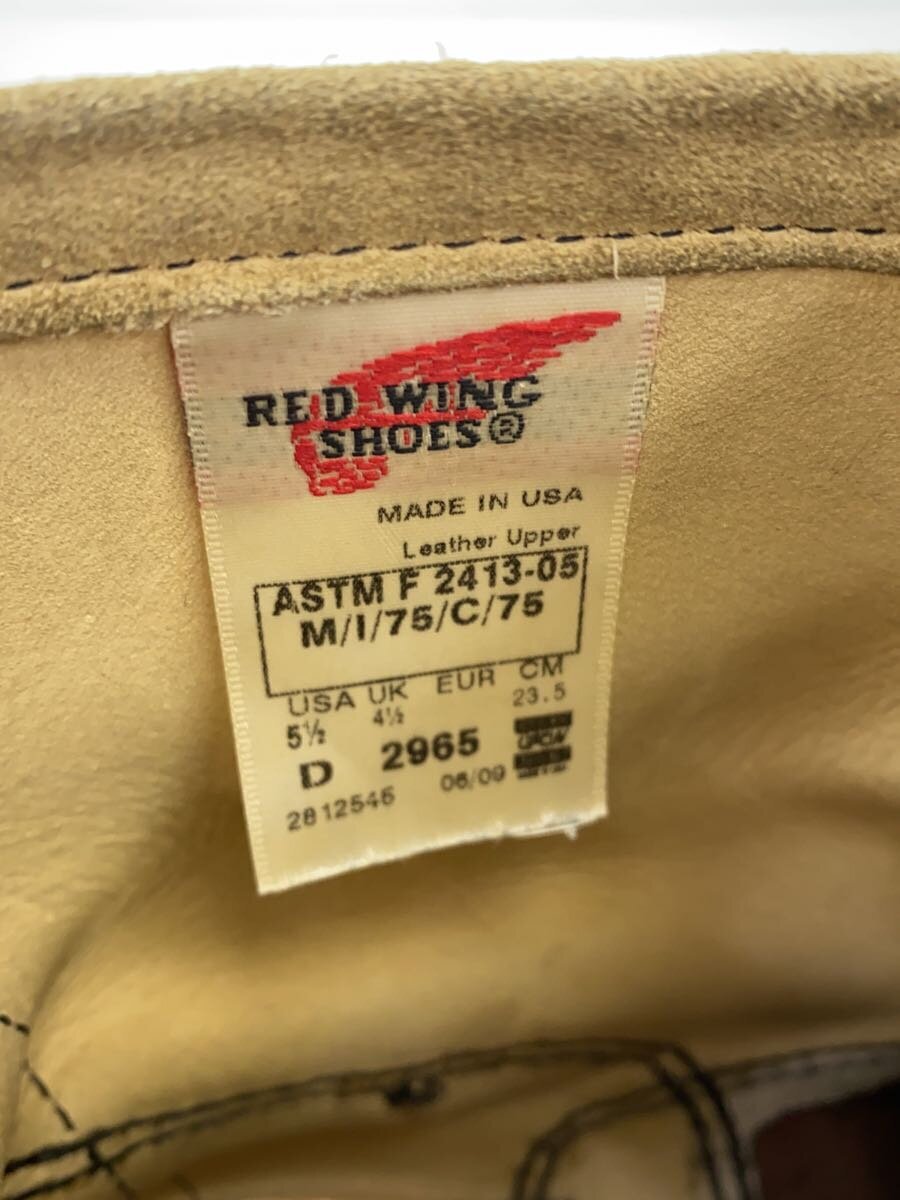 RED WING
SHOES®
MADE IN USA
Leather Upper
ASTM F 2413-05
M/I/75/C/75
USA UK EUR CM
5½ 4½ 23.5
D 2965
2812546 06/09